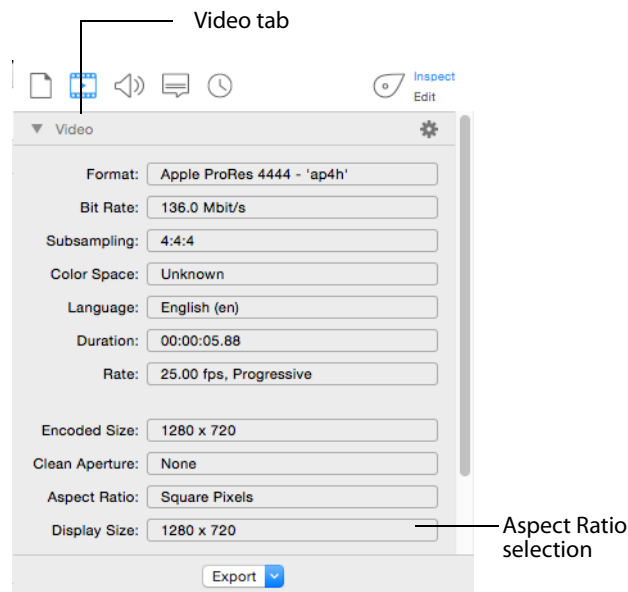 Video tab
Inspect
Edit
Video
Format: Apple ProRes 4444 - 'ap4h'
Bit Rate: 136.0 Mbit/s
Subsampling: 4:4:4
Color Space: Unknown
Language: English (en)
Duration: 00:00:05.88
Rate: 25.00 fps, Progressive
Encoded Size: 1280 x 720
Clean Aperture: None
Aspect Ratio: Square Pixels
Display Size: 1280 x 720
Aspect Ratio
selection
Export